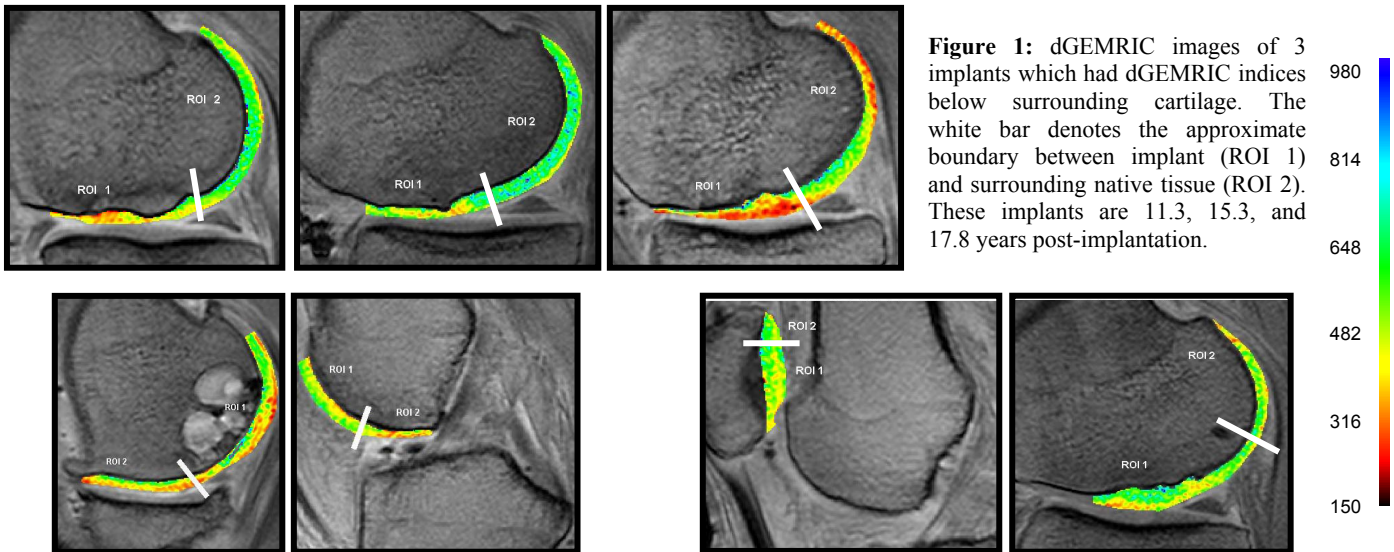 ROI 2
ROI 1
ROI 2
ROI 1
ROI 2
ROI 1
Figure 1: dGEMRIC images of 3
implants which had dGEMRIC indices
below surrounding cartilage. The
white bar denotes the approximate
boundary between implant (ROI 1)
and surrounding native tissue (ROI 2).
These implants are 11.3, 15.3, and
17.8 years post-implantation.
980
814
648
482
316
150
ROI 1
ROI 2
ROI 1
ROI 2
ROI 2
ROI 1
ROI 2
ROI 1